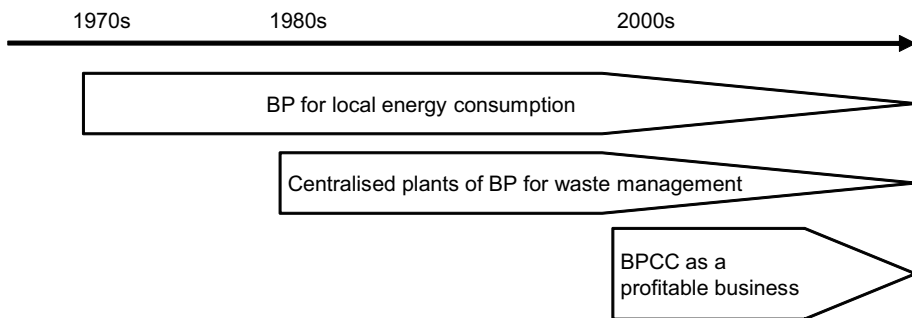 1970s 1980s 2000s
BP for local energy consumption
Centralised plants of BP for waste management
BPCC as a
profitable business